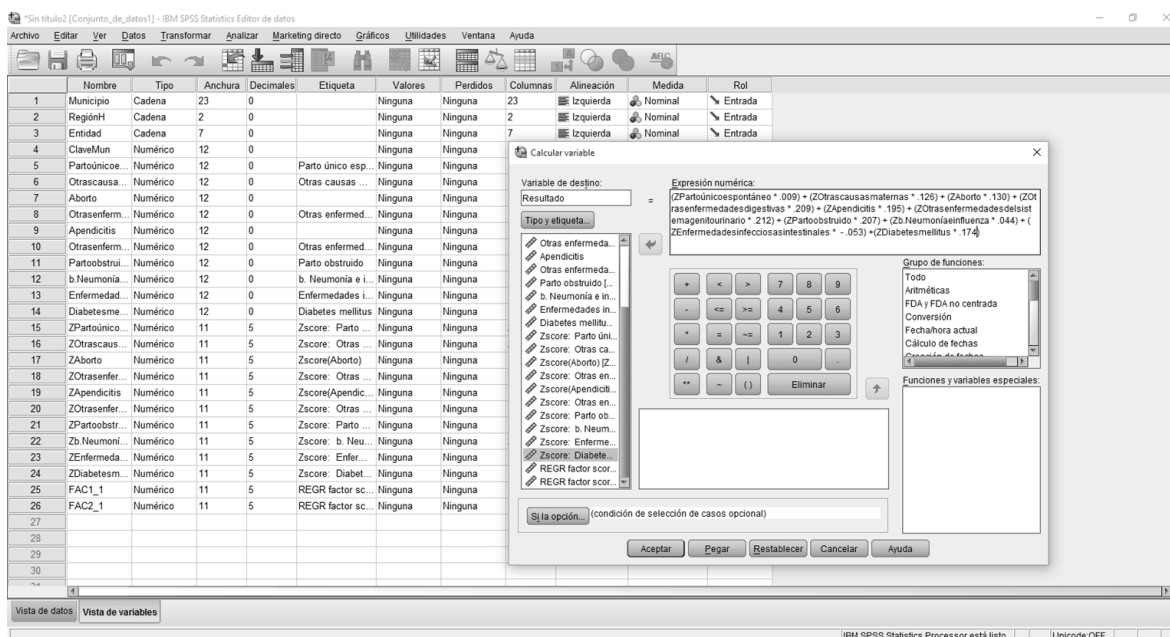 *Sin título2 [Conjunto_de_datos1] - IBM SPSS Statistics Editor de datos
Archivo Editar Ver Datos Transformar Analizar Marketing directo Gráficos Utilidades Ventana Ayuda
Nombre Tipo Anchura Decimales Etiqueta Valores Perdidos Columnas Alineación Medida Rol
1 Municipio Cadena 23 0 Ninguna Ninguna 23 Izquierda Nominal Entrada
2 RegiónH Cadena 2 0 Ninguna Ninguna 2 Izquierda Nominal Entrada
3 Entidad Cadena 7 0 Ninguna Ninguna 7 Izquierda Nominal Entrada
4 ClaveMun Numérico 12 0 Ninguna Ninguna
5 Partoúnicoe... Numérico 12 0 Parto único esp... Ninguna Ninguna
6 Otrascausa... Numérico 12 0 Otras causas ... Ninguna Ninguna
7 Aborto Numérico 12 0 Ninguna Ninguna
8 Otrasenferm... Numérico 12 0 Otras enfermed... Ninguna Ninguna
9 Apendicitis Numérico 12 0 Ninguna Ninguna
10 Otrasenferm... Numérico 12 0 Otras enfermed... Ninguna Ninguna
11 Partoobstrui... Numérico 12 0 Parto obstruido Ninguna Ninguna
12 b.Neumonía... Numérico 12 0 b. Neumonía e i... Ninguna Ninguna
13 Enfermedad... Numérico 12 0 Enfermedades i... Ninguna Ninguna
14 Diabetesme... Numérico 12 0 Diabetes mellitus Ninguna Ninguna
15 ZPartoúnico... Numérico 11 5 Zscore: Parto ... Ninguna Ninguna
16 ZOtrascaus... Numérico 11 5 Zscore: Otras ... Ninguna Ninguna
17 ZAborto Numérico 11 5 Zscore(Aborto) Ninguna Ninguna
18 ZOtrasenfer... Numérico 11 5 Zscore: Otras ... Ninguna Ninguna
19 ZApendicitis Numérico 11 5 Zscore(Apendic... Ninguna Ninguna
20 ZOtrasenfer... Numérico 11 5 Zscore: Otras ... Ninguna Ninguna
21 ZPartoobstr... Numérico 11 5 Zscore: Parto ... Ninguna Ninguna
22 Zb.Neumoní... Numérico 11 5 Zscore: b. Neu... Ninguna Ninguna
23 ZEnfermeda... Numérico 11 5 Zscore: Enfer... Ninguna Ninguna
24 ZDiabetesm... Numérico 11 5 Zscore: Diabet... Ninguna Ninguna
25 FAC1_1 Numérico 11 5 REGR factor sc... Ninguna Ninguna
26 FAC2_1 Numérico 11 5 REGR factor sc... Ninguna Ninguna
27
28
29
30
Calcular variable
Variable de destino:
Resultado
=
Tipo y etiqueta...
Expresión numérica:
(ZPartoúnicoespontáneo * .009) + (ZOtrascausasmaternas * .126) + (ZAborto * .130) + (ZOt
rasenfermedadesdigestivas * .209) + (ZApendicitis * .195) + (ZOtrasenfermedadesdelsist
emagenitourinario * .212) + (ZPartoobstruido * .207) + (Zb.Neumoníaeinfluenza * .044) + (
ZEnfermedadesinfecciosasintestinales * -.053) +(ZDiabetesmellitus * .174)
Otras enfermeda...
Apendicitis
Otras enfermeda...
Parto obstruido [...
b. Neumonía e in...
Enfermedades in...
Diabetes mellitu...
Zscore: Parto úni...
Zscore: Otras ca...
Zscore(Aborto) [Z...
Zscore: Otras en...
Zscore(Apendiciti...
Zscore: Otras en...
Zscore: Parto ob...
Zscore: b. Neum...
Zscore: Enferme...
Zscore: Diabete...
REGR factor scor...
REGR factor scor...
+ < > 7 8 9
- <= >= 4 5 6
* = ~= 1 2 3
/ & | 0 .
** ~ ( ) Eliminar
Grupo de funciones:
Todo
Aritméticas
FDA y FDA no centrada
Conversión
Fecha/hora actual
Cálculo de fechas
Creación de fechas
Funciones y variables especiales:
Si la opción... (condición de selección de casos opcional)
Aceptar Pegar Restablecer Cancelar Ayuda
Vista de datos Vista de variables
IBM SPSS Statistics Processor está listo Unicode:OFF